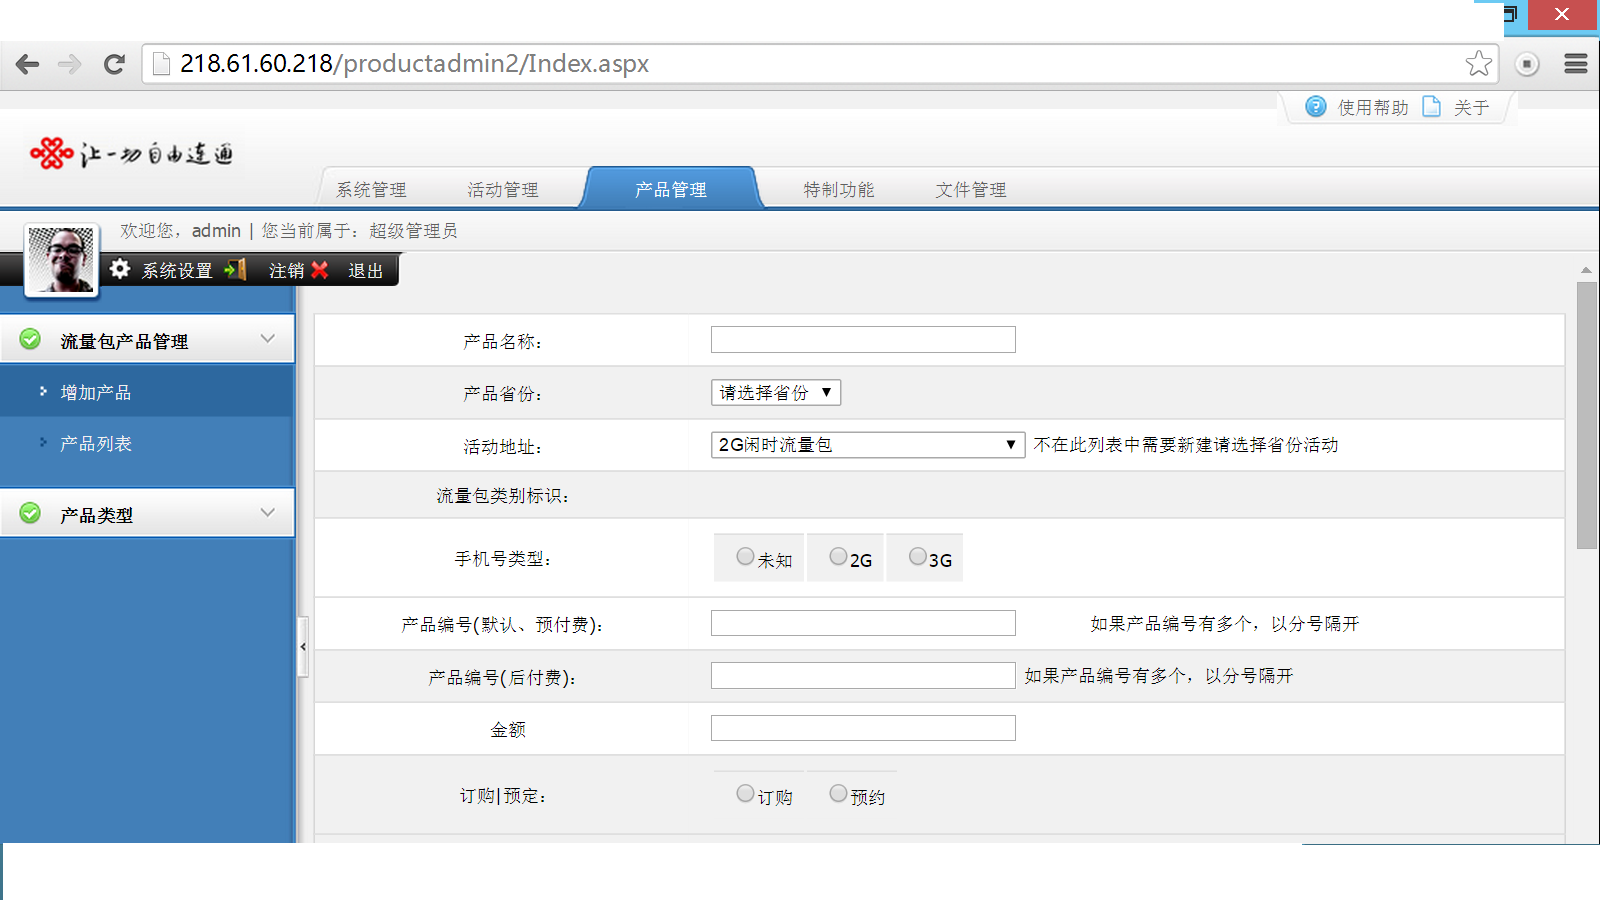 218.61.60.218/productadmin2/Index.aspx
使用帮助 关于
让一切自由连通
系统管理 活动管理 产品管理 特制功能 文件管理
欢迎您，admin | 您当前属于：超级管理员
系统设置 注销 退出
流量包产品管理
增加产品
产品列表
产品类型
产品名称：
产品省份： 请选择省份
活动地址： 2G闲时流量包 不在此列表中需要新建请选择省份活动
流量包类别标识：
手机号类型： 未知 2G 3G
产品编号(默认、预付费)： 如果产品编号有多个，以分号隔开
产品编号(后付费)： 如果产品编号有多个，以分号隔开
金额
订购|预定： 订购 预约